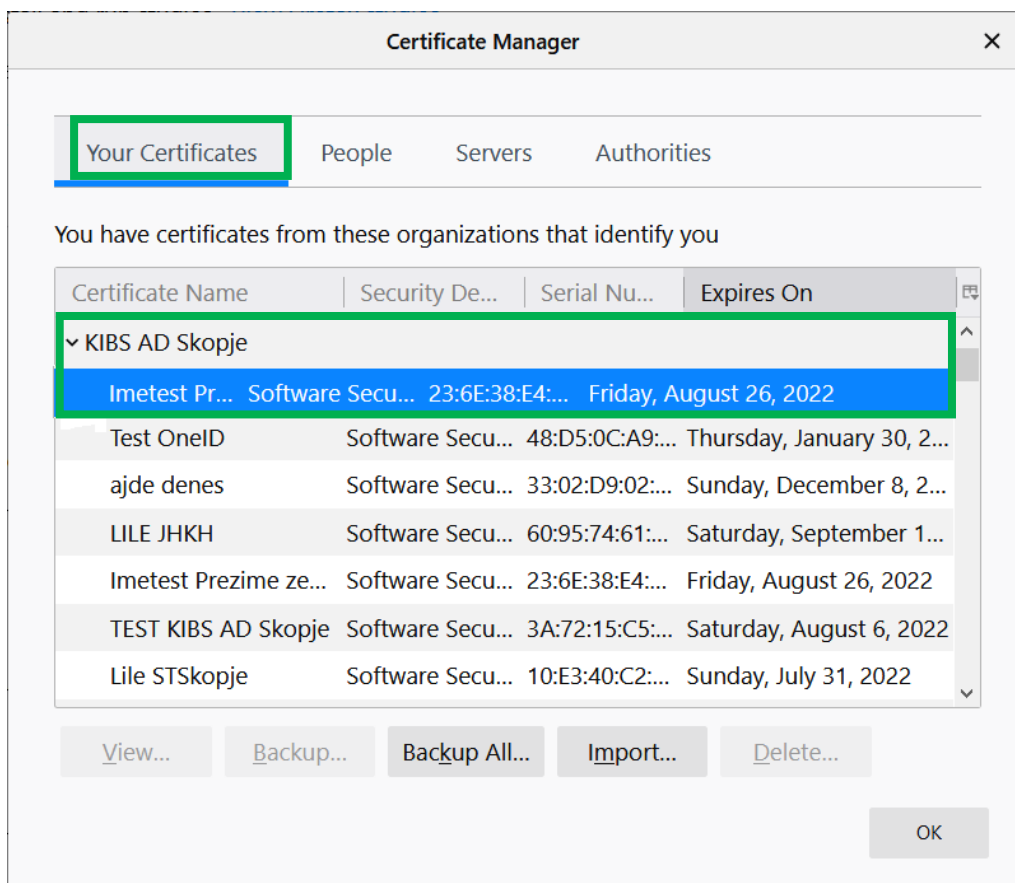 Certificate Manager
Your Certificates People Servers Authorities
You have certificates from these organizations that identify you
Certificate Name Security De... Serial Nu... Expires On
KIBS AD Skopje
Imetest Pr... Software Secu... 23:6E:38:E4:... Friday, August 26, 2022
Test OneID Software Secu... 48:D5:0C:A9:... Thursday, January 30, 2...
ajde denes Software Secu... 33:02:D9:02:... Sunday, December 8, 2...
LILE JHKH Software Secu... 60:95:74:61:... Saturday, September 1...
Imetest Prezime ze... Software Secu... 23:6E:38:E4:... Friday, August 26, 2022
TEST KIBS AD Skopje Software Secu... 3A:72:15:C5:... Saturday, August 6, 2022
Lile STSkopje Software Secu... 10:E3:40:C2:... Sunday, July 31, 2022
View... Backup... Backup All... Import... Delete...
OK